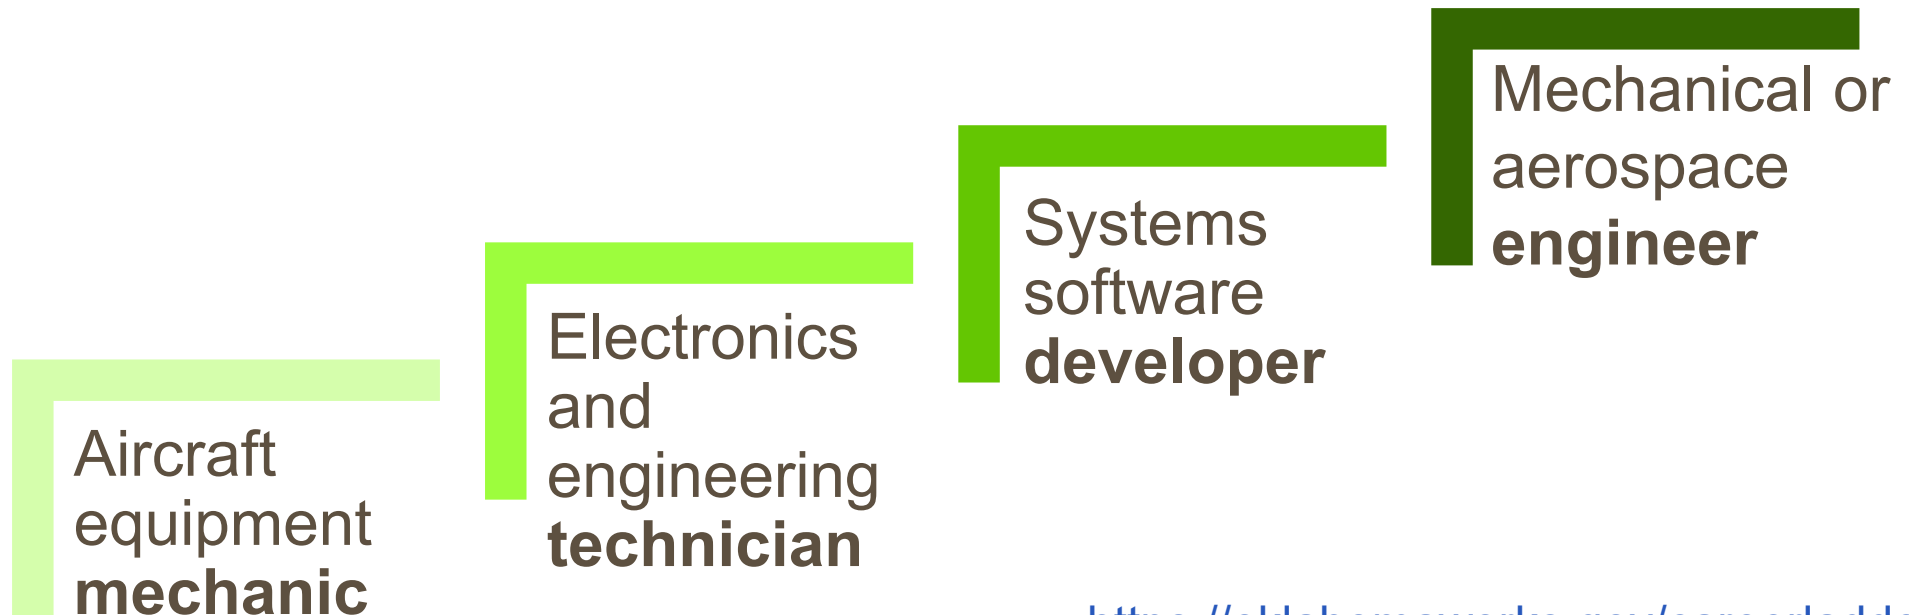 Aircraft
equipment
mechanic
Electronics
and
engineering
technician
Systems
software
developer
Mechanical or
aerospace
engineer